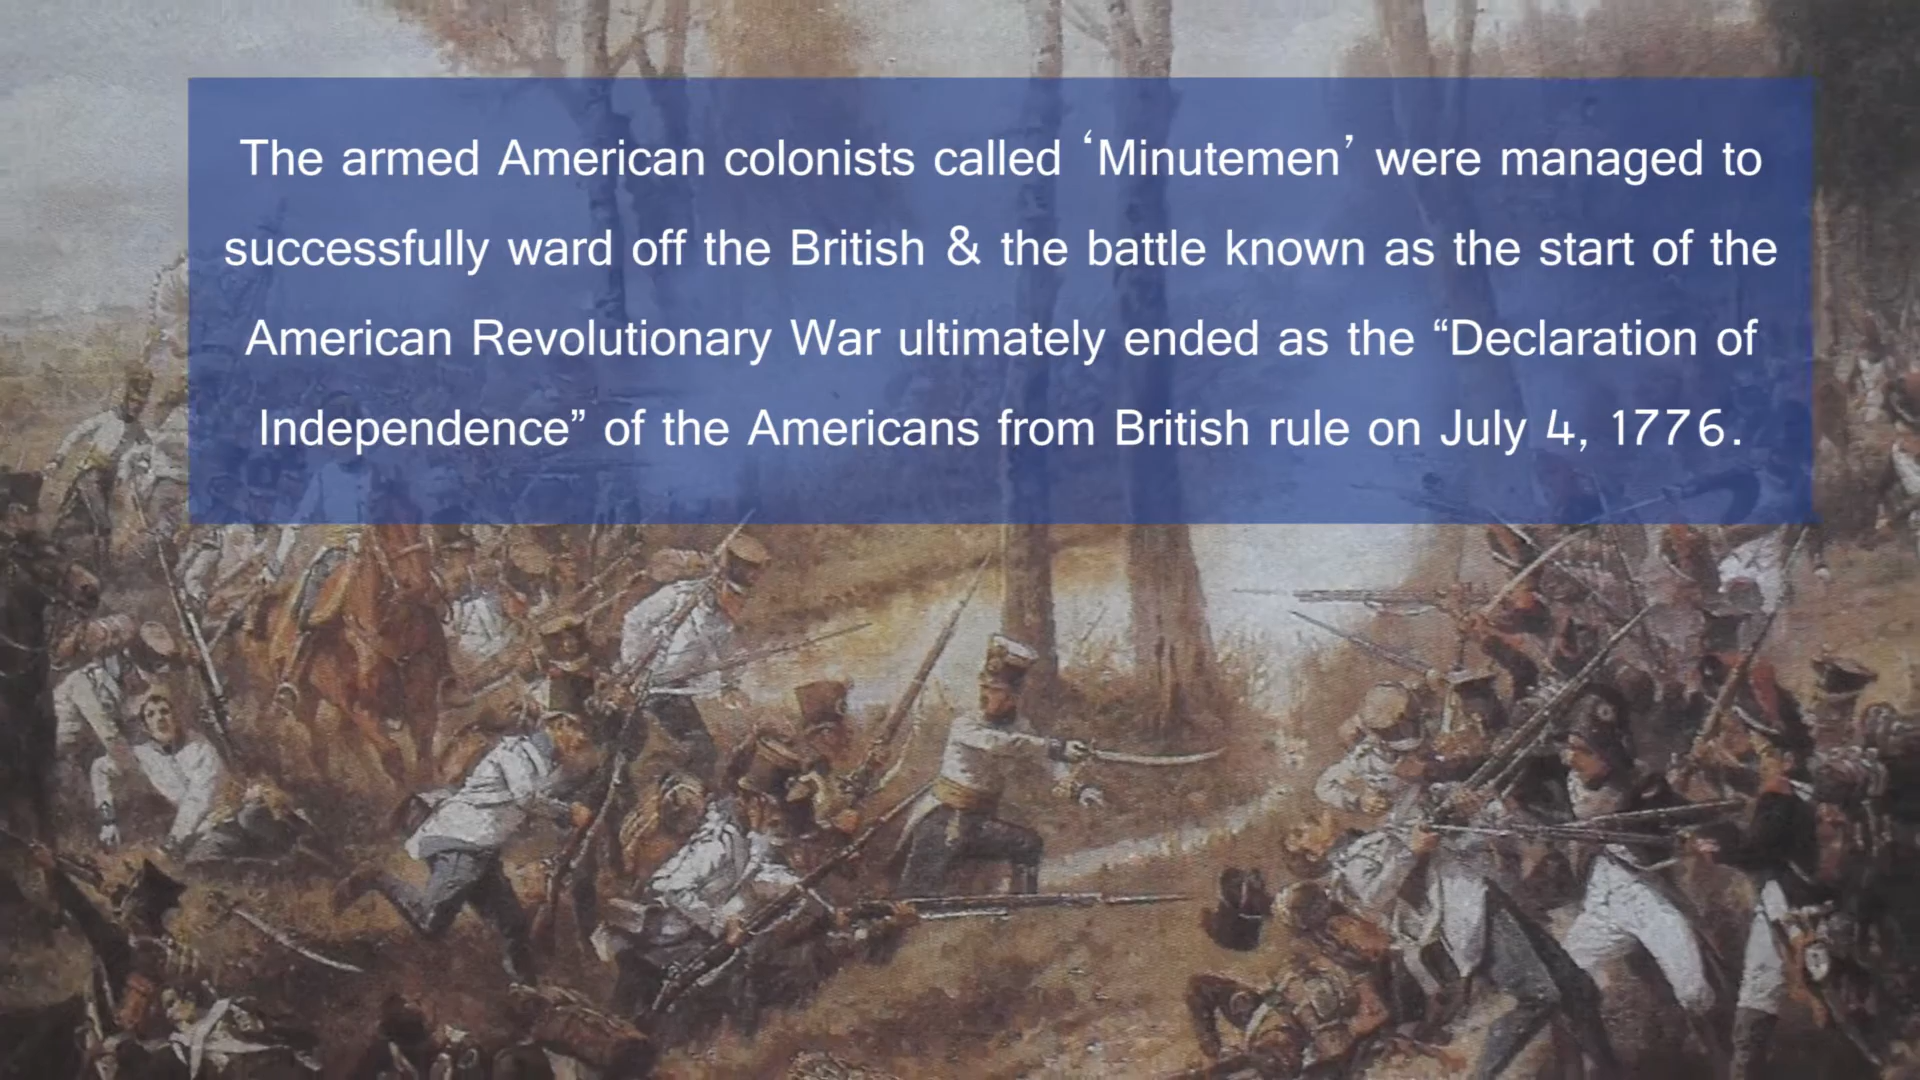 The armed American colonists called ‘Minutemen’ were managed to
successfully ward off the British & the battle known as the start of the
American Revolutionary War ultimately ended as the “Declaration of
Independence” of the Americans from British rule on July 4, 1776.